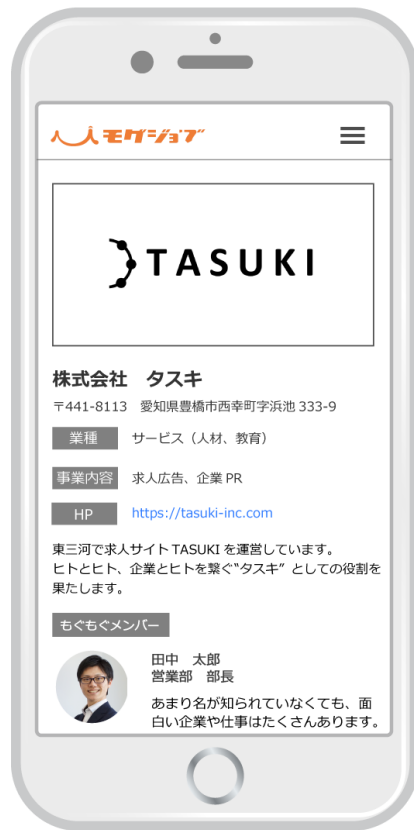 モグジョブ
TASUKI
株式会社　タスキ
〒441-8113　愛知県豊橋市西幸町字浜池 333-9
業種　サービス（人材、教育）
事業内容　求人広告、企業 PR
HP　https://tasuki-inc.com
東三河で求人サイト TASUKI を運営しています。
ヒトとヒト、企業とヒトを繋ぐ“タスキ”としての役割を
果たします。
もぐもぐメンバー
田中　太郎
営業部　部長
あまり名が知られていなくても、面
白い企業や仕事はたくさんあります。